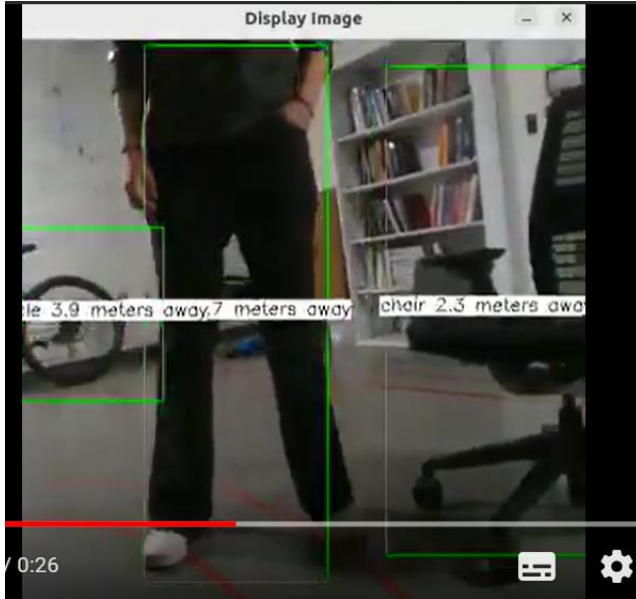 Display Image
le 3.9 meters away.7 meters away
chair 2.3 meters awa
/ 0:26